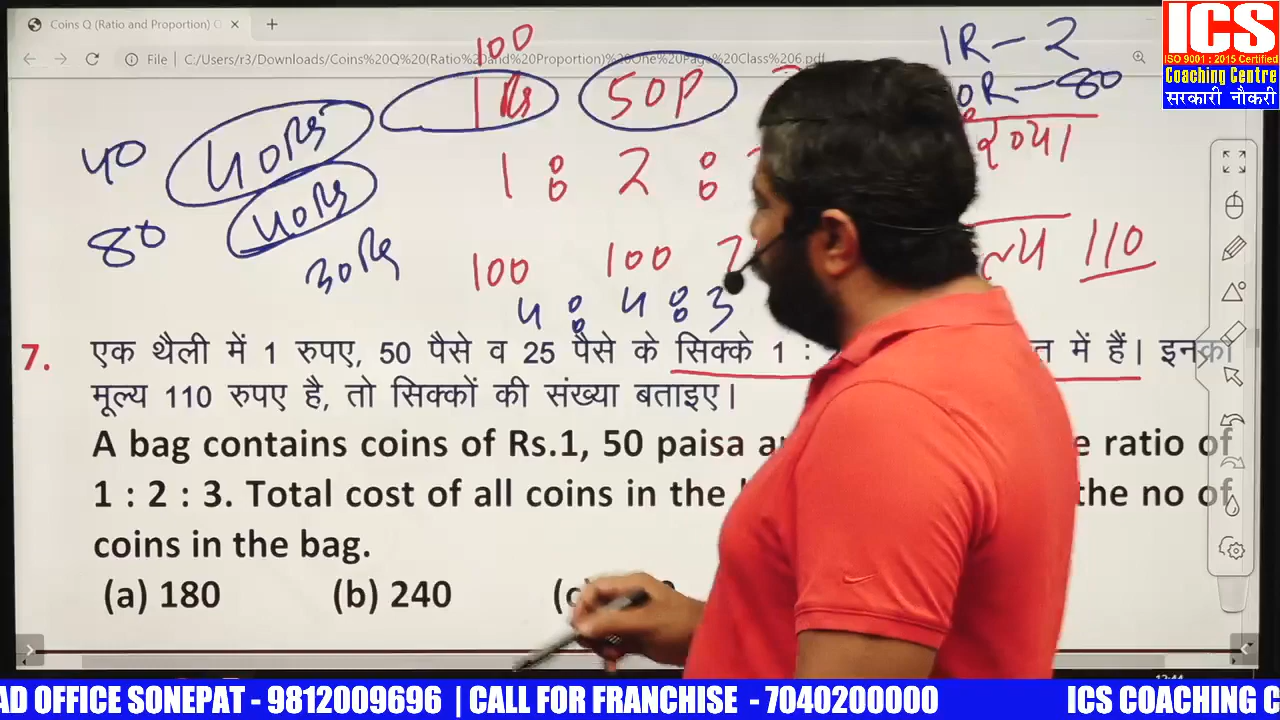 Coins Q (Ratio and Proportion) O
File C:/Users/r3/Downloads/Coins%20Q%20(Ratio%20and%20Proportion)%20One%20Page%20Class%206.pdf
ICS
ISO 9001 : 2015 Certified
Coaching Centre
सरकारी नौकरी
100
1R - 2
1 Rs 50P
0R - 80
40 40Rs
1 : 2 :
80 40Rs
30Rs
100 100
110
4 : 4 : 3
7. एक थैली में 1 रुपए, 50 पैसे व 25 पैसे के सिक्के 1 : में हैं। इनका
मूल्य 110 रुपए है, तो सिक्कों की संख्या बताइए।
A bag contains coins of Rs.1, 50 paisa ratio of
1 : 2 : 3. Total cost of all coins in the the no of
coins in the bag.
(a) 180 (b) 240
AD OFFICE SONEPAT - 9812009696 | CALL FOR FRANCHISE - 7040200000 ICS COACHING C